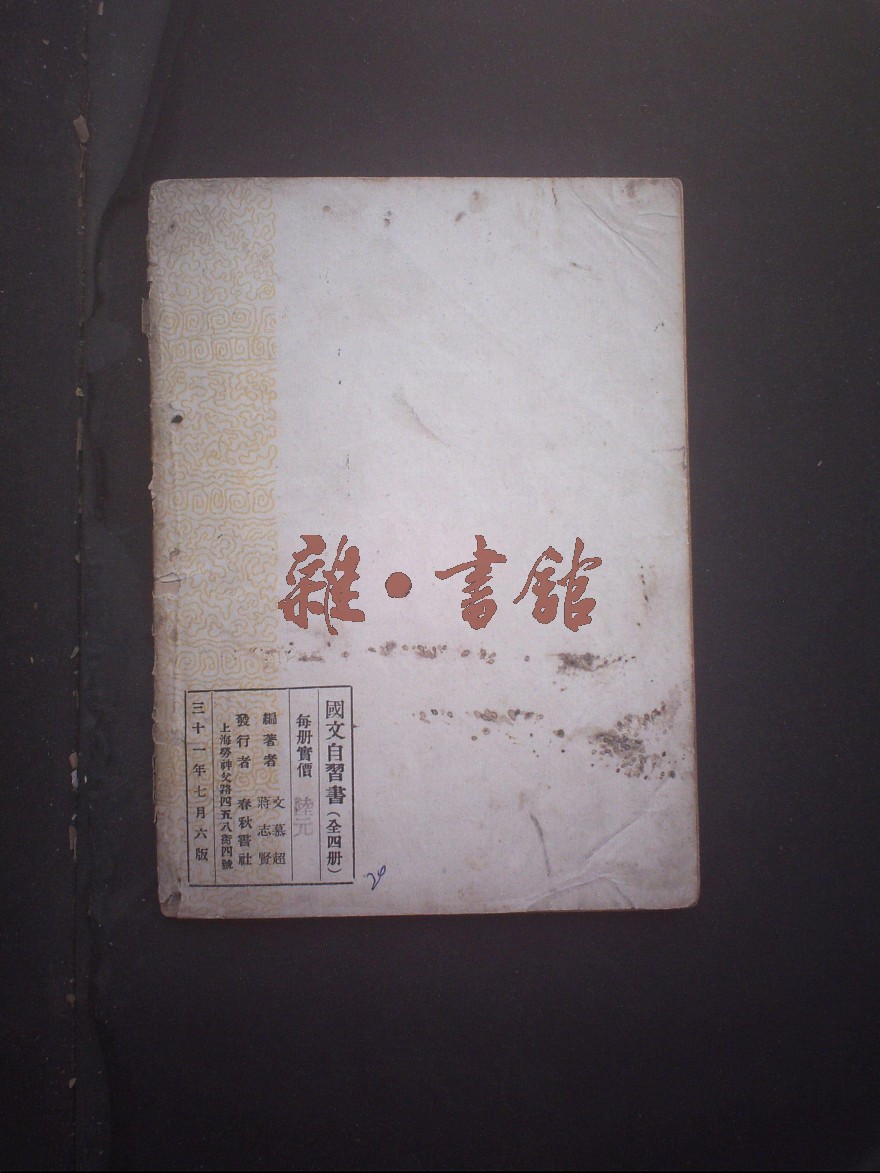 雜·書館
國文自習書(全四册)
每册實價 陸元
編著者 文慕超 蔣志賢
發行者 春秋書社
上海勞神父路四五八衖四號
三十一年七月六版